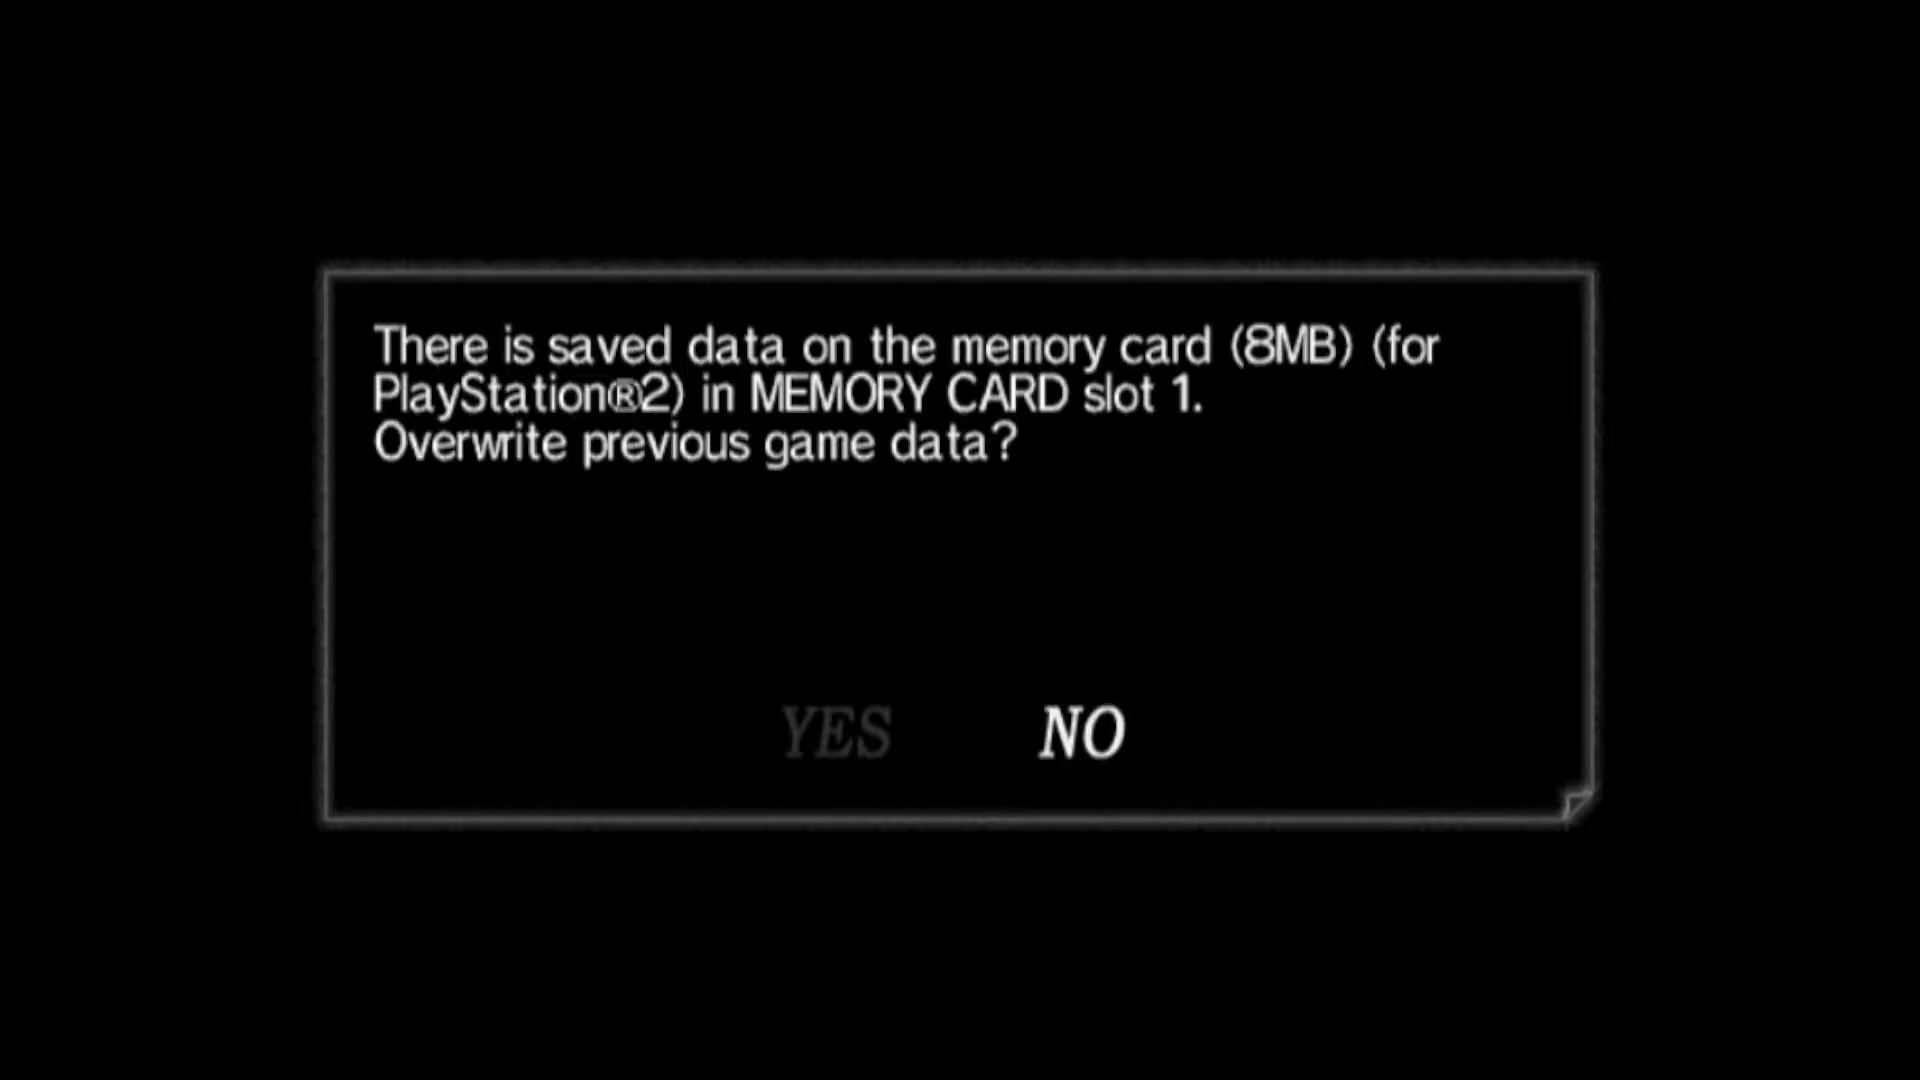 There is saved data on the memory card (8MB) (for
PlayStation®2) in MEMORY CARD slot 1.
Overwrite previous game data?
YES NO